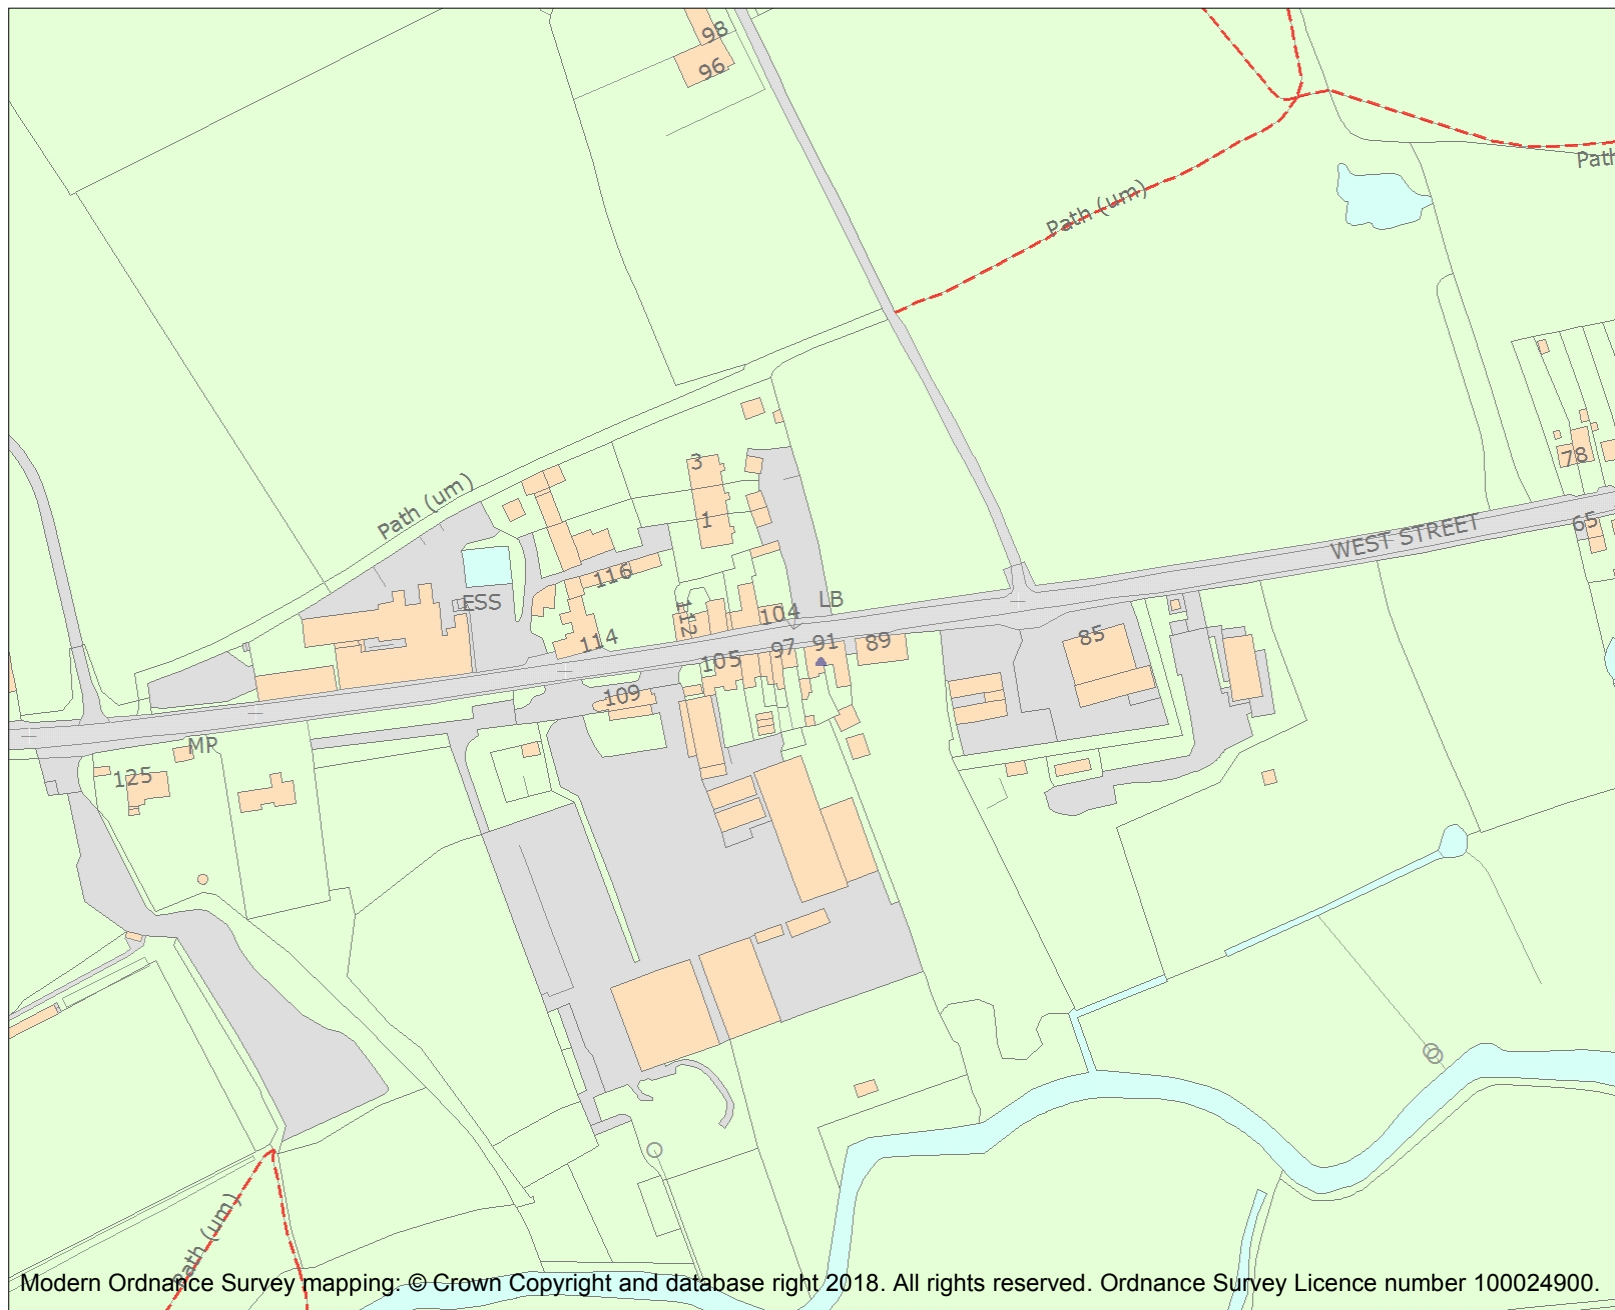 98
96
Path (um)
Path
3
78
Path (um)
1
65
WEST STREET
116
ESS
LB
104
112
114
91
89
85
97
105
109
MP
125
Path (um)
Modern Ordnance Survey mapping: © Crown Copyright and database right 2018. All rights reserved. Ordnance Survey Licence number 100024900.